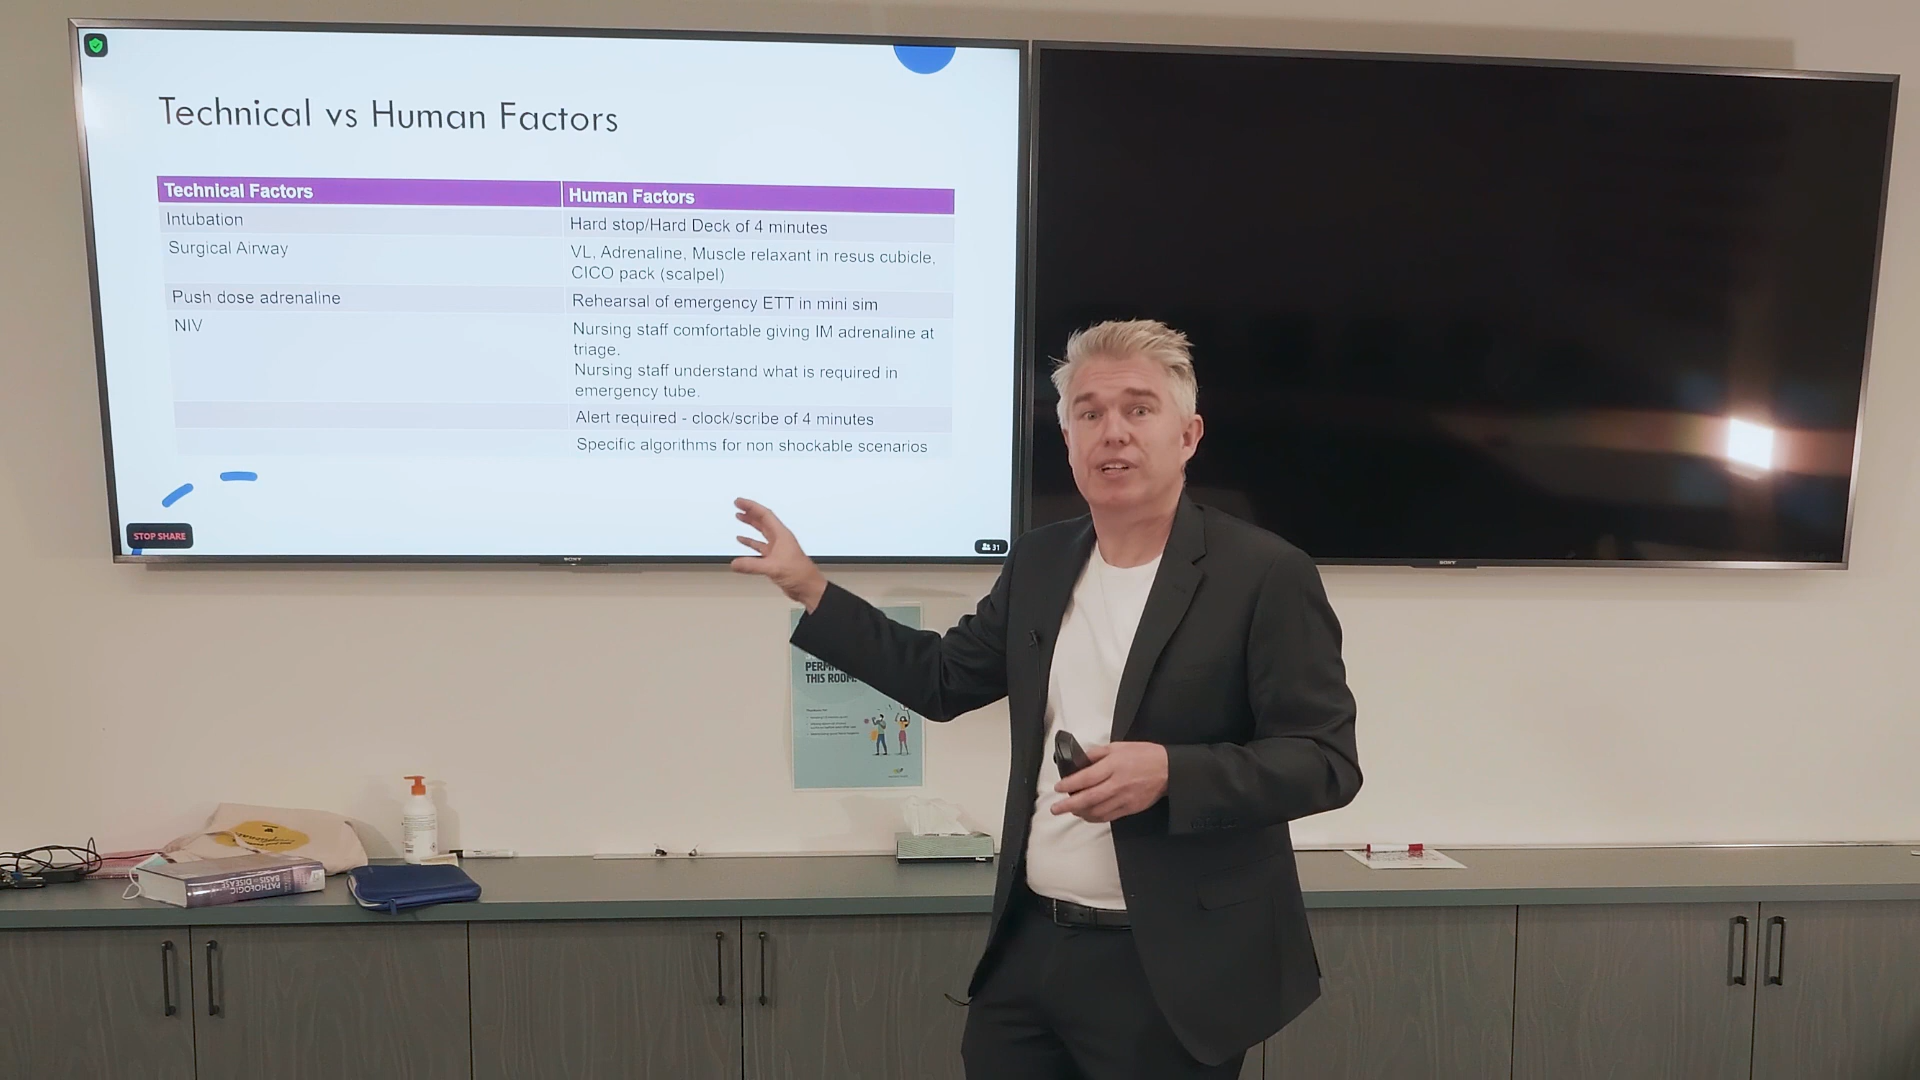 Technical vs Human Factors
Technical Factors
Human Factors
Intubation
Hard stop/Hard Deck of 4 minutes
Surgical Airway
VL, Adrenaline, Muscle relaxant in resus cubicle,
CICO pack (scalpel)
Push dose adrenaline
Rehearsal of emergency ETT in mini sim
NIV
Nursing staff comfortable giving IM adrenaline at
triage.
Nursing staff understand what is required in
emergency tube.
Alert required - clock/scribe of 4 minutes
Specific algorithms for non shockable scenarios
STOP SHARE
31
SONY
SONY
THIS ROOM.
PATHOLOGIC
BASIS OF DISEASE